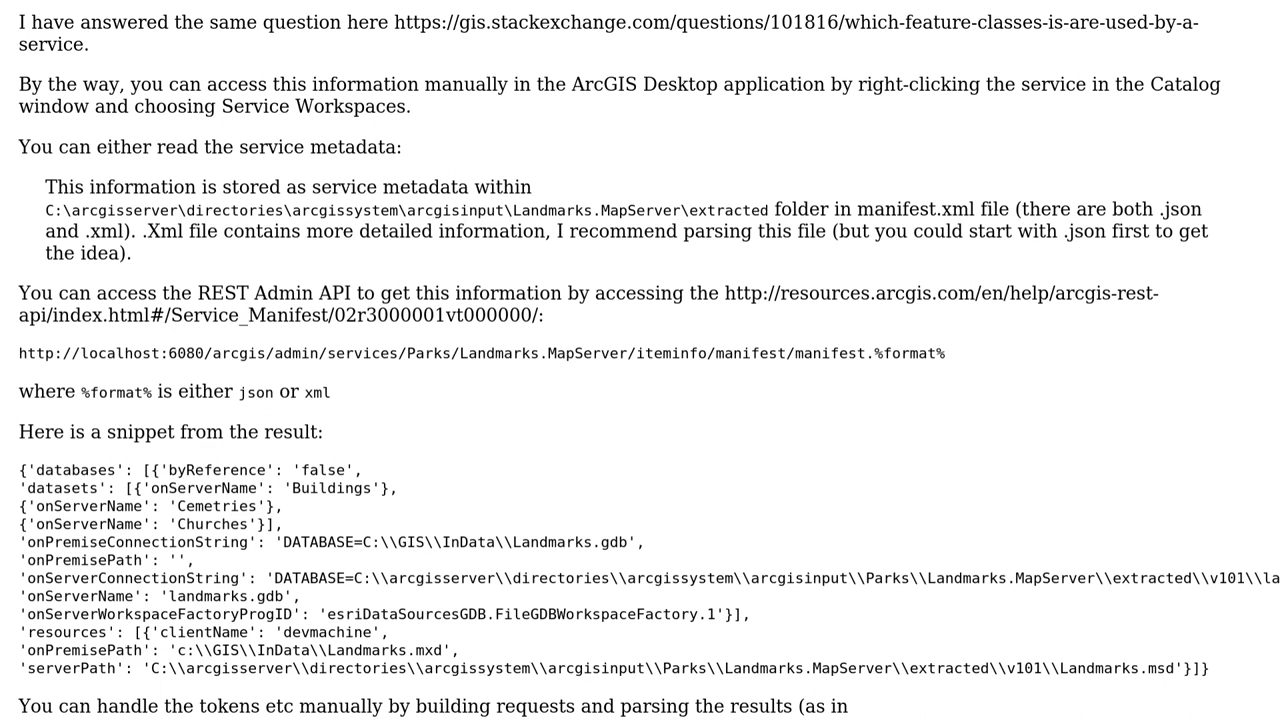 I have answered the same question here https://gis.stackexchange.com/questions/101816/which-feature-classes-is-are-used-by-a-
service.
By the way, you can access this information manually in the ArcGIS Desktop application by right-clicking the service in the Catalog
window and choosing Service Workspaces.
You can either read the service metadata:
This information is stored as service metadata within
C:\arcgisserver\directories\arcgissystem\arcgisinput\Landmarks.MapServer\extracted folder in manifest.xml file (there are both .json
and .xml). .Xml file contains more detailed information, I recommend parsing this file (but you could start with .json first to get
the idea).
You can access the REST Admin API to get this information by accessing the http://resources.arcgis.com/en/help/arcgis-rest-
api/index.html#/Service_Manifest/02r3000001vt000000/:
http://localhost:6080/arcgis/admin/services/Parks/Landmarks.MapServer/iteminfo/manifest/manifest.%format%
where %format% is either json or xml
Here is a snippet from the result:
{'databases': [{'byReference': 'false',
'datasets': [{'onServerName': 'Buildings'},
{'onServerName': 'Cemetries'},
{'onServerName': 'Churches'}],
'onPremiseConnectionString': 'DATABASE=C:\\GIS\\InData\\Landmarks.gdb',
'onPremisePath': '',
'onServerConnectionString': 'DATABASE=C:\\arcgisserver\\directories\\arcgissystem\\arcgisinput\\Parks\\Landmarks.MapServer\\extracted\\v101\\la
'onServerName': 'landmarks.gdb',
'onServerWorkspaceFactoryProgID': 'esriDataSourcesGDB.FileGDBWorkspaceFactory.1'}],
'resources': [{'clientName': 'devmachine',
'onPremisePath': 'c:\\GIS\\InData\\Landmarks.mxd',
'serverPath': 'C:\\arcgisserver\\directories\\arcgissystem\\arcgisinput\\Parks\\Landmarks.MapServer\\extracted\\v101\\Landmarks.msd'}]}
You can handle the tokens etc manually by building requests and parsing the results (as in